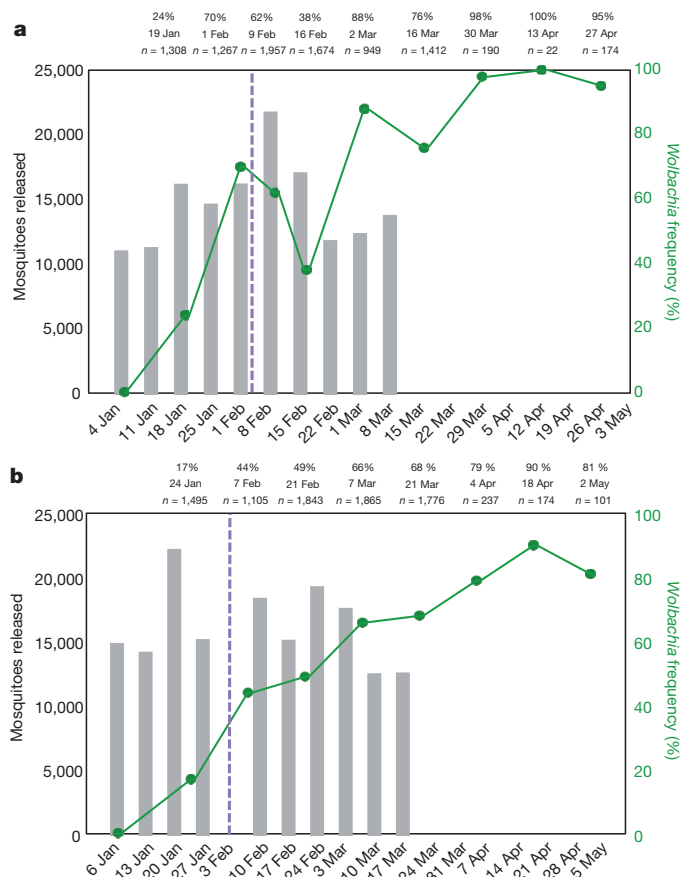 a
24% 70% 62% 38% 88% 76% 98% 100% 95%
19 Jan 1 Feb 9 Feb 16 Feb 2 Mar 16 Mar 30 Mar 13 Apr 27 Apr
n = 1,308 n = 1,267 n = 1,957 n = 1,674 n = 949 n = 1,412 n = 190 n = 22 n = 174
25,000
20,000
15,000
10,000
5,000
0
Mosquitoes released
100
80
60
40
20
0
Wolbachia frequency (%)
4 Jan 11 Jan 18 Jan 25 Jan 1 Feb 8 Feb 15 Feb 22 Feb 1 Mar 8 Mar 15 Mar 22 Mar 29 Mar 5 Apr 12 Apr 19 Apr 26 Apr 3 May
b
17% 44% 49% 66% 68 % 79 % 90 % 81 %
24 Jan 7 Feb 21 Feb 7 Mar 21 Mar 4 Apr 18 Apr 2 May
n = 1,495 n = 1,105 n = 1,843 n = 1,865 n = 1,776 n = 237 n = 174 n = 101
25,000
20,000
15,000
10,000
5,000
0
Mosquitoes released
100
80
60
40
20
0
Wolbachia frequency (%)
6 Jan 13 Jan 20 Jan 27 Jan 3 Feb 10 Feb 17 Feb 24 Feb 3 Mar 10 Mar 17 Mar 24 Mar 31 Mar 7 Apr 14 Apr 21 Apr 28 Apr 5 May